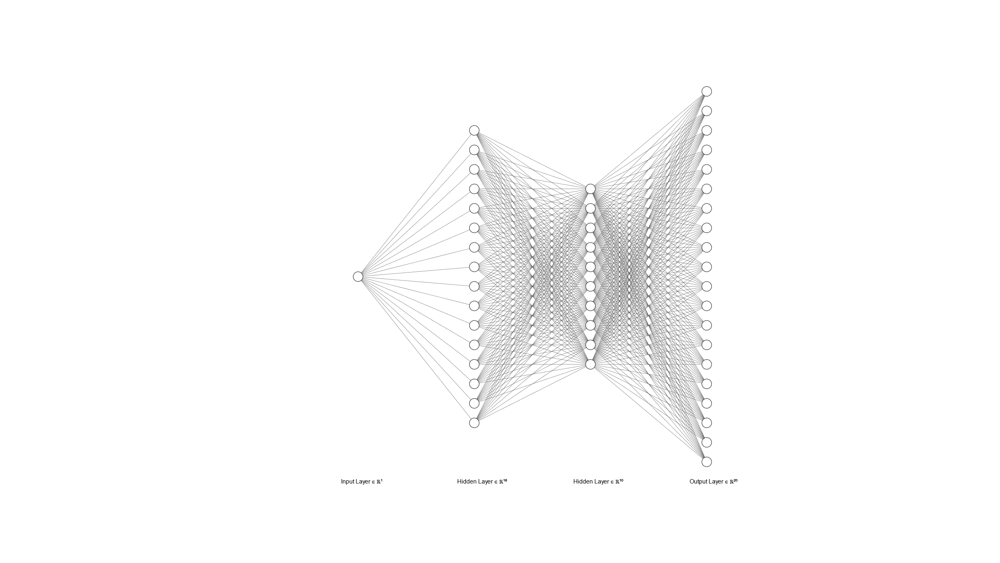 Input Layer ∈ ℝ¹
Hidden Layer ∈ ℝ¹⁶
Hidden Layer ∈ ℝ¹⁰
Output Layer ∈ ℝ²⁰